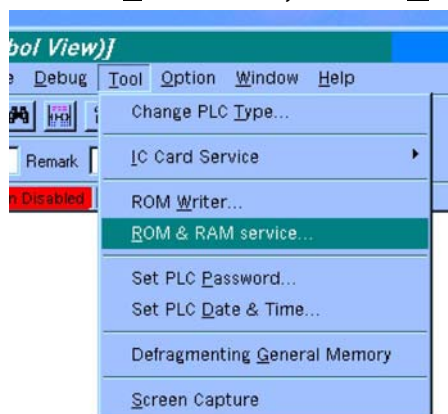 bol View)]
e Debug Tool Option Window Help
Change PLC Type...
IC Card Service
Remark
n Disabled
ROM Writer...
ROM & RAM service...
Set PLC Password...
Set PLC Date & Time...
Defragmenting General Memory
Screen Capture